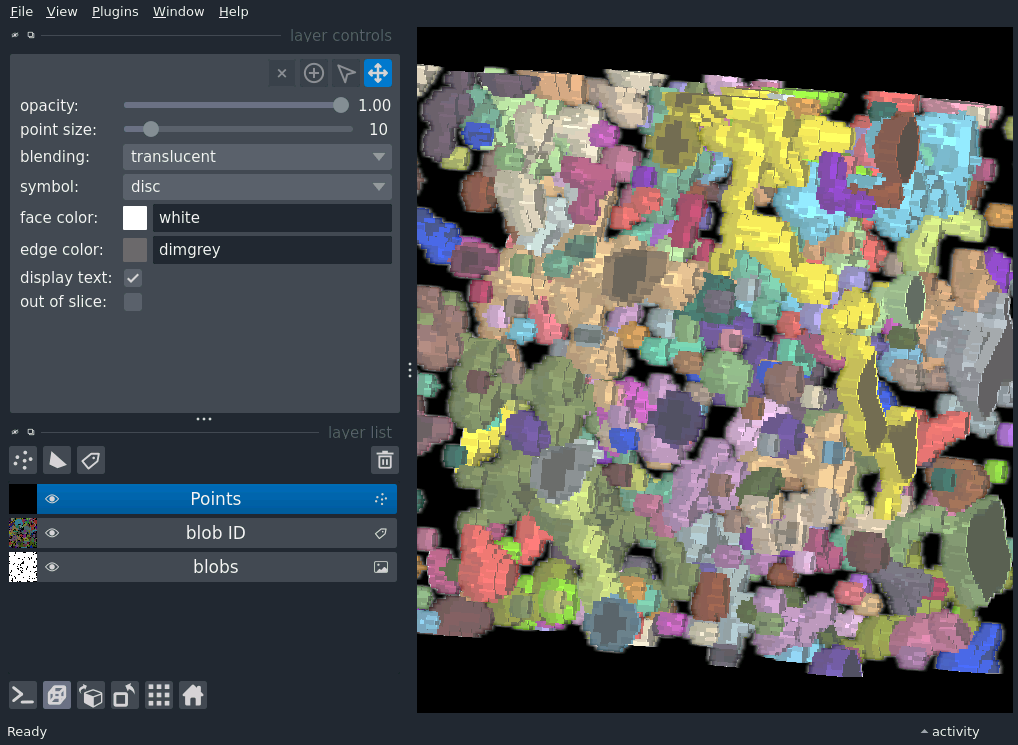 File View Plugins Window Help
layer controls
opacity: 1.00
point size: 10
blending: translucent
symbol: disc
face color: white
edge color: dimgrey
display text:
out of slice:
layer list
Points
blob ID
blobs
Ready
activity